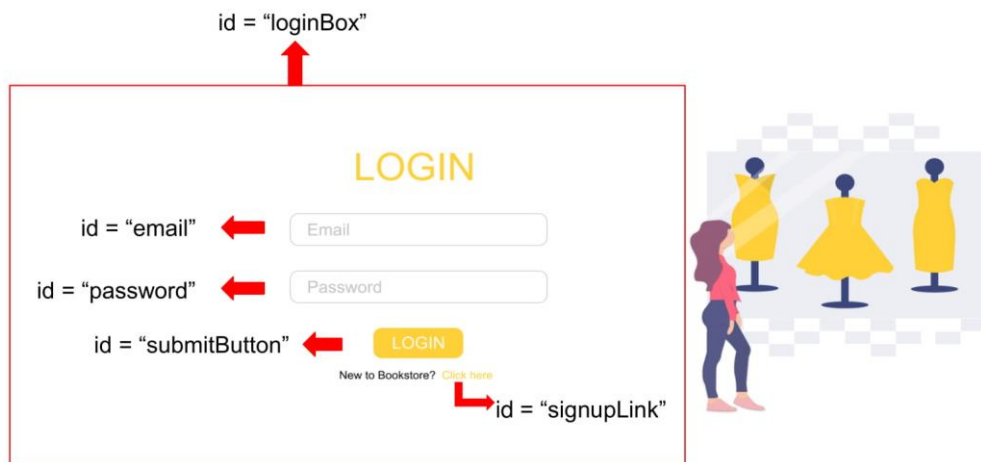 id = “loginBox”
LOGIN
id = “email”
Email
id = “password”
Password
id = “submitButton”
LOGIN
New to Bookstore? Click here
id = “signupLink”